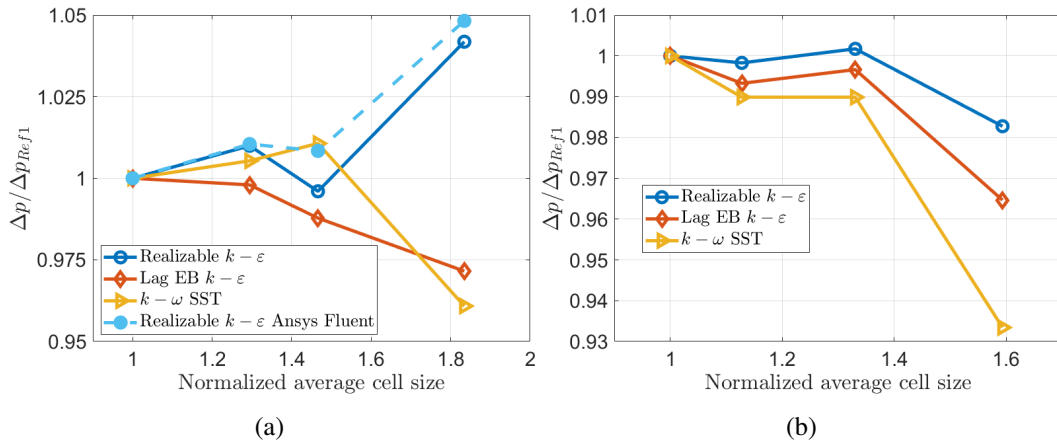 1.05
1.025
1
0.975
0.95
Δp/Δp_{Ref1}
1 1.2 1.4 1.6 1.8 2
Normalized average cell size
Realizable k − ε
Lag EB k − ε
k − ω SST
Realizable k − ε Ansys Fluent
(a)
1.01
1
0.99
0.98
0.97
0.96
0.95
0.94
0.93
Δp/Δp_{Ref1}
1 1.2 1.4 1.6
Normalized average cell size
Realizable k − ε
Lag EB k − ε
k − ω SST
(b)